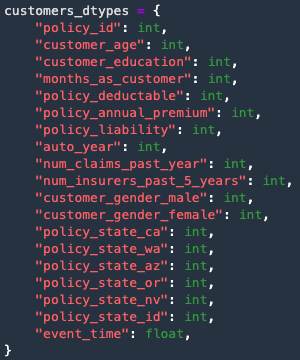 customers_dtypes = {
"policy_id": int,
"customer_age": int,
"customer_education": int,
"months_as_customer": int,
"policy_deductable": int,
"policy_annual_premium": int,
"policy_liability": int,
"auto_year": int,
"num_claims_past_year": int,
"num_insurers_past_5_years": int,
"customer_gender_male": int,
"customer_gender_female": int,
"policy_state_ca": int,
"policy_state_wa": int,
"policy_state_az": int,
"policy_state_or": int,
"policy_state_nv": int,
"policy_state_id": int,
"event_time": float,
}